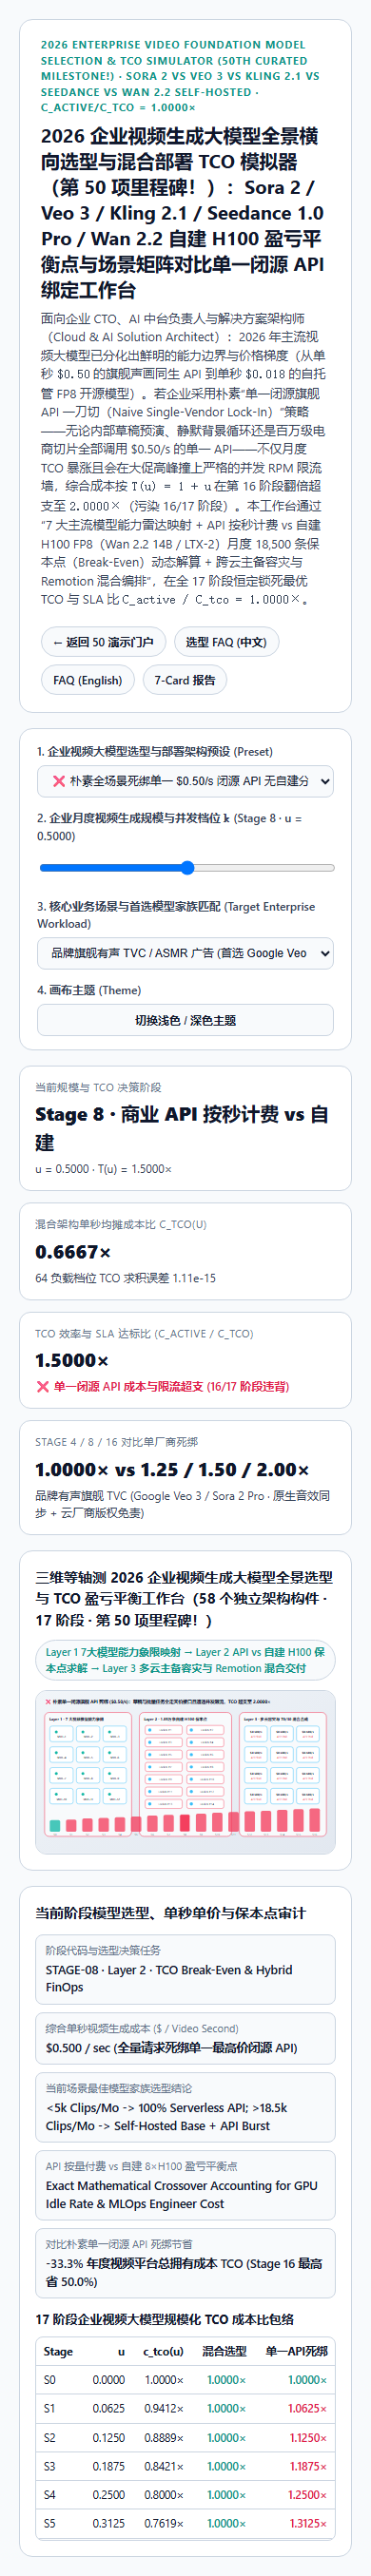 2026 ENTERPRISE VIDEO FOUNDATION MODEL
SELECTION & TCO SIMULATOR (50TH CURATED
MILESTONE!) · SORA 2 VS VEO 3 VS KLING 2.1 VS
SEEDANCE VS WAN 2.2 SELF-HOSTED ·
C_ACTIVE/C_TCO = 1.0000×
2026 企业视频生成大模型全景横
向选型与混合部署 TCO 模拟器
（第 50 项里程碑！）：Sora 2 /
Veo 3 / Kling 2.1 / Seedance 1.0
Pro / Wan 2.2 自建 H100 盈亏平
衡点与场景矩阵对比单一闭源 API
绑定工作台
面向企业 CTO、AI 中台负责人与解决方案架构师
（Cloud & AI Solution Architect）：2026 年主流视
频大模型已分化出鲜明的能力边界与价格梯度（从单
秒 $0.50 的旗舰声画同生 API 到单秒 $0.018 的自托
管 FP8 开源模型）。若企业采用朴素“单一闭源旗舰
API 一刀切（Naive Single-Vendor Lock-In）”策略
——无论内部草稿预演、静默背景循环还是百万级电
商切片全部调用 $0.50/s 的单一 API——不仅月度
TCO 暴涨且会在大促高峰撞上严格的并发 RPM 限流
墙，综合成本按 T(u) = 1 + u 在第 16 阶段翻倍超
支至 2.0000×（污染 16/17 阶段）。本工作台通过
“7 大主流模型能力雷达映射 + API 按秒计费 vs 自建
H100 FP8（Wan 2.2 14B / LTX-2）月度 18,500 条保
本点（Break-Even）动态解算 + 跨云主备容灾与
Remotion 混合编排”，在全 17 阶段恒定锁死最优
TCO 与 SLA 比 C_active / C_tco = 1.0000×。
← 返回 50 演示门户
选型 FAQ (中文)
FAQ (English)
7-Card 报告
1. 企业视频大模型选型与部署架构预设 (Preset)
❌ 朴素全场景死绑单一 $0.50/s 闭源 API 无自建分
2. 企业月度视频生成规模与并发档位 k (Stage 8 · u =
0.5000)
3. 核心业务场景与首选模型家族匹配 (Target Enterprise
Workload)
品牌旗舰有声 TVC / ASMR 广告 (首选 Google Veo
4. 画布主题 (Theme)
切换浅色 / 深色主题
当前规模与 TCO 决策阶段
Stage 8 · 商业 API 按秒计费 vs 自
建
u = 0.5000 · T(u) = 1.5000×
混合架构单秒均摊成本比 C_TCO(U)
0.6667×
64 负载档位 TCO 求积误差 1.11e-15
TCO 效率与 SLA 达标比 (C_ACTIVE / C_TCO)
1.5000×
❌ 单一闭源 API 成本与限流超支 (16/17 阶段违背)
STAGE 4 / 8 / 16 对比单厂商死绑
1.0000× vs 1.25 / 1.50 / 2.00×
品牌有声旗舰 TVC (Google Veo 3 / Sora 2 Pro · 原生音效同
步 + 云厂商版权免责)
三维等轴测 2026 企业视频生成大模型全景选型
与 TCO 盈亏平衡工作台（58 个独立架构构件 ·
17 阶段 · 第 50 项里程碑！）
Layer 1 7大模型能力象限映射 → Layer 2 API vs 自建 H100 保
本点求解 → Layer 3 多云主备容灾与 Remotion 混合交付
当前阶段模型选型、单秒单价与保本点审计
阶段代码与选型决策任务
STAGE-08 · Layer 2 · TCO Break-Even & Hybrid
FinOps
综合单秒视频生成成本 ($ / Video Second)
$0.500 / sec (全量请求死绑单一最高价闭源 API)
当前场景最佳模型家族选型结论
<5k Clips/Mo -> 100% Serverless API; >18.5k
Clips/Mo -> Self-Hosted Base + API Burst
API 按量付费 vs 自建 8×H100 盈亏平衡点
Exact Mathematical Crossover Accounting for GPU
Idle Rate & MLOps Engineer Cost
对比朴素单一闭源 API 死绑节省
-33.3% 年度视频平台总拥有成本 TCO (Stage 16 最高
省 50.0%)
17 阶段企业视频大模型规模化 TCO 成本比包络
Stage u c_tco(u) 混合选型 单一API死绑
S0 0.0000 1.0000× 1.0000× 1.0000×
S1 0.0625 0.9412× 1.0000× 1.0625×
S2 0.1250 0.8889× 1.0000× 1.1250×
S3 0.1875 0.8421× 1.0000× 1.1875×
S4 0.2500 0.8000× 1.0000× 1.2500×
S5 0.3125 0.7619× 1.0000× 1.3125×